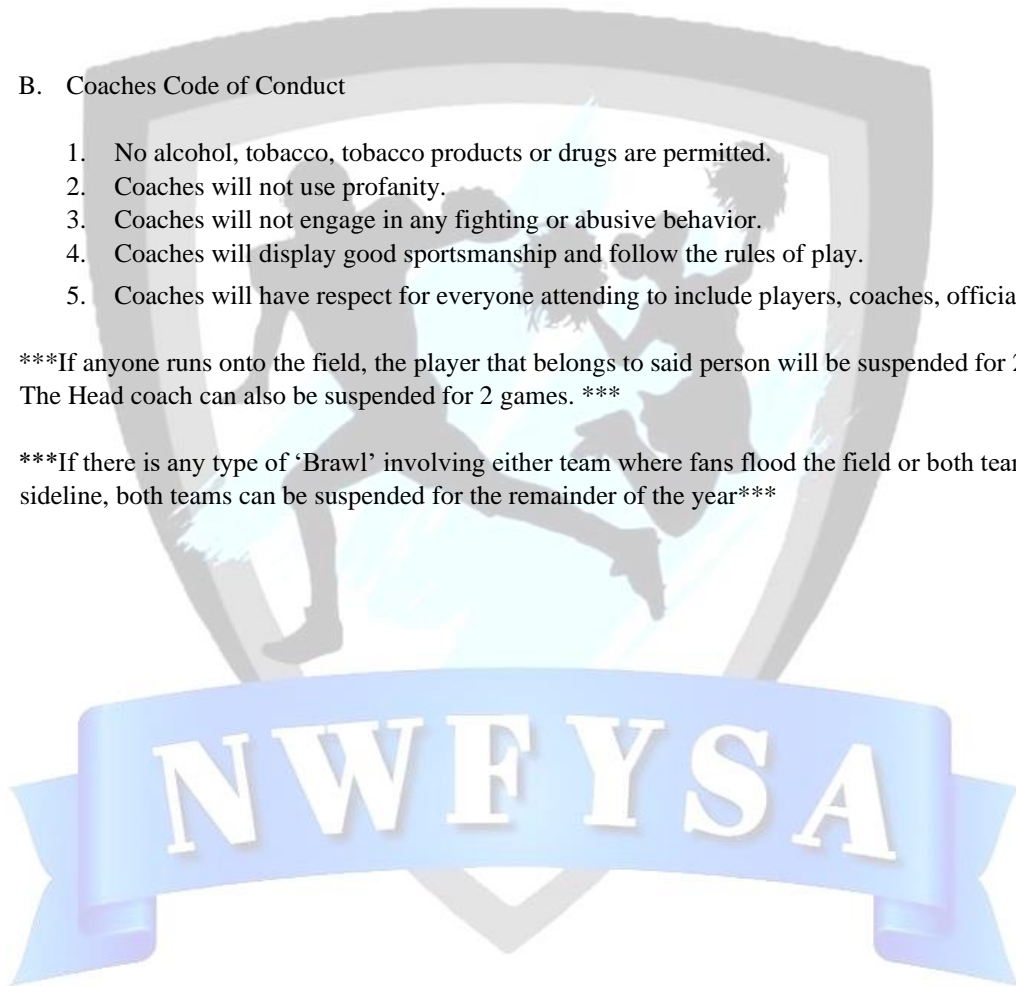 B. Coaches Code of Conduct
1. No alcohol, tobacco, tobacco products or drugs are permitted.
2. Coaches will not use profanity.
3. Coaches will not engage in any fighting or abusive behavior.
4. Coaches will display good sportsmanship and follow the rules of play.
5. Coaches will have respect for everyone attending to include players, coaches,
***If anyone runs onto the field, the player that belongs to said person will be suspended for 2
The Head coach can also be suspended for 2 games. ***
***If there is any type of ‘Brawl’ involving either team where fans flood the field or both
sideline, both teams can be suspended for the remainder of the year***
NWFYSA